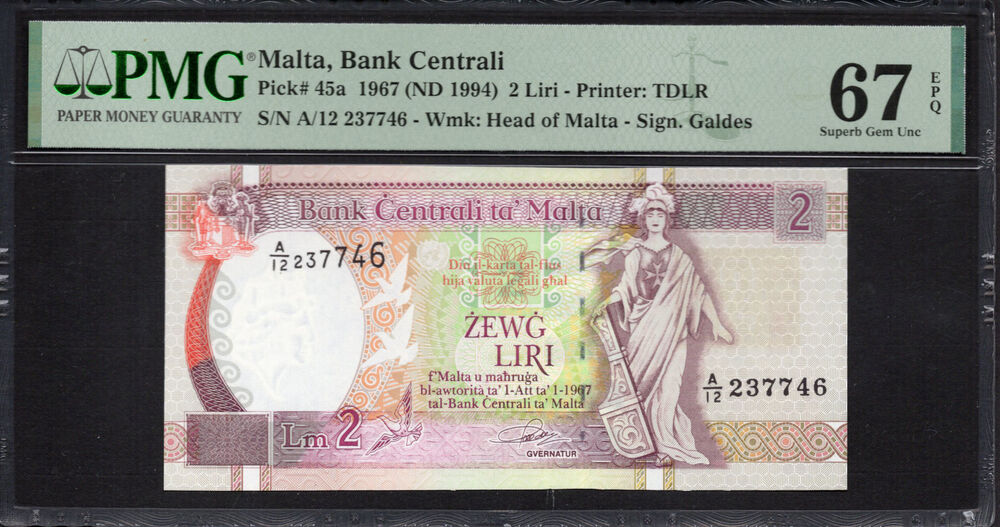 PMG®
PAPER MONEY GUARANTY
Malta, Bank Centrali
Pick# 45a 1967 (ND 1994) 2 Liri - Printer: TDLR
S/N A/12 237746 - Wmk: Head of Malta - Sign. Galdes
67 EPQ
Superb Gem Unc
Bank Ċentrali ta' Malta
2
A/12 237746
Din il-karta tal-flus
hija valuta legali għal
ŻEWĠ
LIRI
f'Malta u maħruġa
bl-awtorità ta' l-Att ta' l-1967
tal-Bank Ċentrali ta' Malta
A/12 237746
Lm 2
GVERNATUR